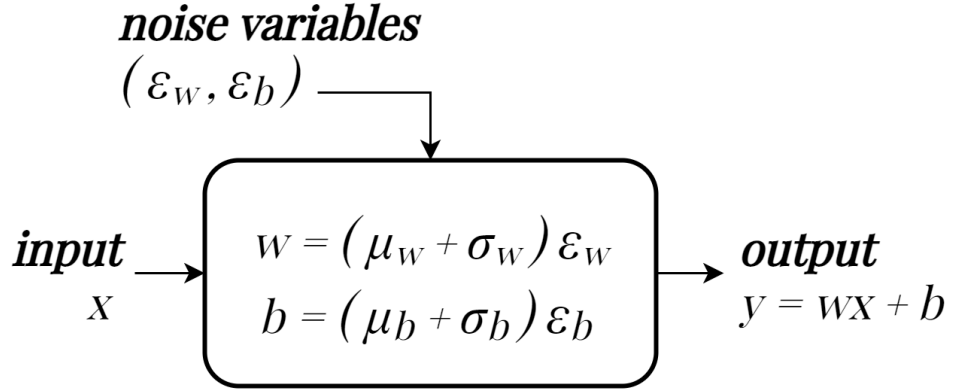 noise variables
(ε_w, ε_b)
w = (μ_w + σ_w) ε_w
b = (μ_b + σ_b) ε_b
input
x
output
y = wx + b